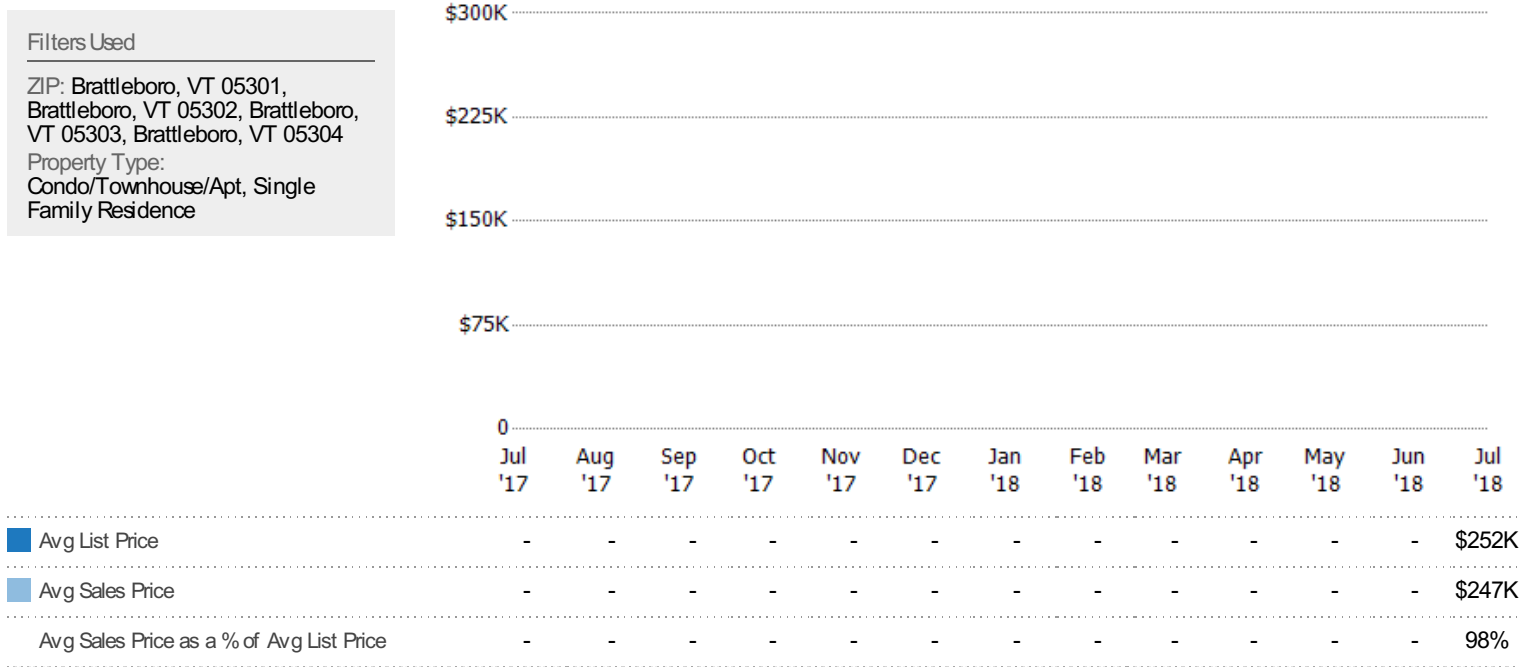 Filters Used
ZIP: Brattleboro, VT 05301,
Brattleboro, VT 05302, Brattleboro,
VT 05303, Brattleboro, VT 05304
Property Type:
Condo/Townhouse/Apt, Single
Family Residence
$300K
$225K
$150K
$75K
0
Jul Aug Sep Oct Nov Dec Jan Feb Mar Apr May Jun Jul
'17 '17 '17 '17 '17 '17 '18 '18 '18 '18 '18 '18 '18
Avg List Price - - - - - - - - - - - - $252K
Avg Sales Price - - - - - - - - - - - - $247K
Avg Sales Price as a % of Avg List Price - - - - - - - - - - - - 98%